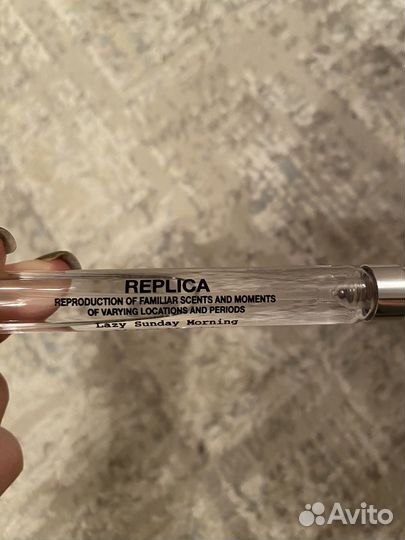 REPLICA
REPRODUCTION OF FAMILIAR SCENTS AND MOMENTS
OF VARYING LOCATIONS AND PERIODS
Lazy Sunday Morning
Avito